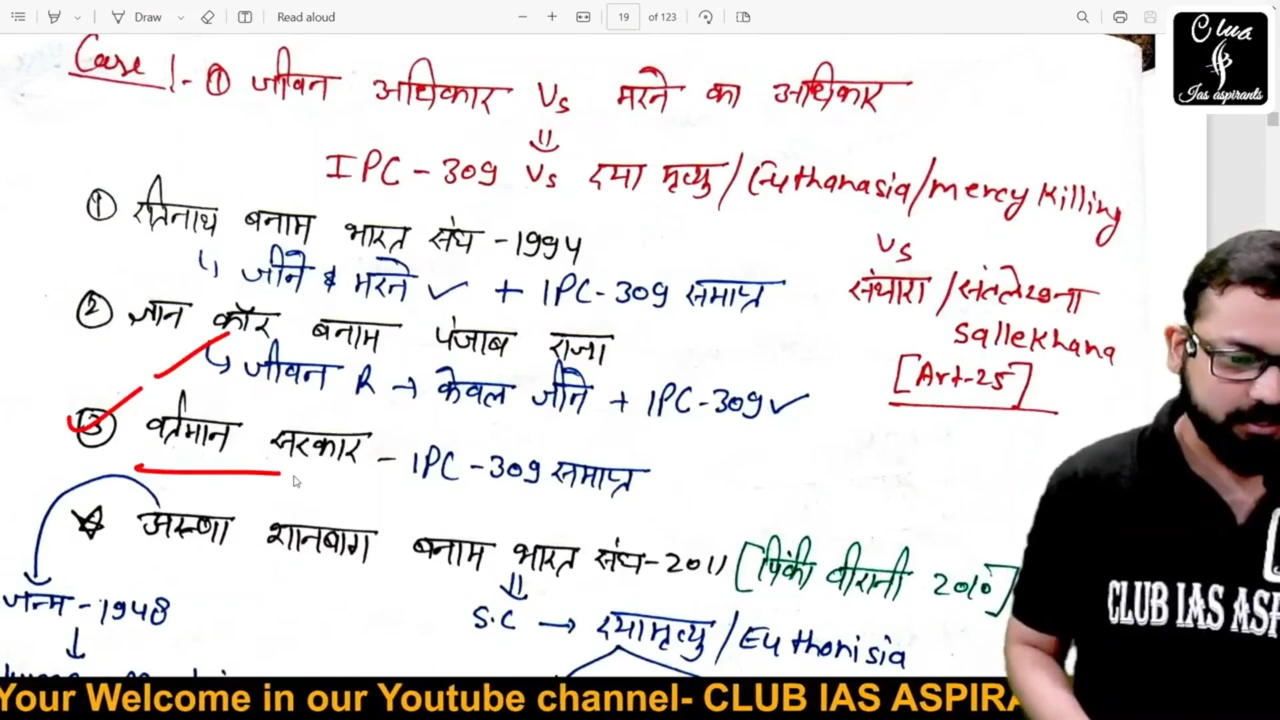 Draw
Read aloud
19 of 123
Club
Ias aspirants
Case 1.- ① जीवन अधिकार Vs मरने का अधिकार
IPC-309 Vs दया मृत्यु/Euthanasia/mercy Killing
① रतिनाथ बनाम भारत संघ -1994
Vs
↳ जीने & मरने ✓ + IPC-309 समाप्त
संथारा/संलेखना
② ज्ञान कौर बनाम पंजाब राज्य
Sallekhana
↳ जीवन R → केवल जीने + IPC-309 ✓
[Art-25]
③ वर्तमान सरकार - IPC-309 समाप्त
अरुणा शानबाग बनाम भारत संघ-2011 [पिंकी वीरानी 2010]
जन्म-1948
S.C → दयामृत्यु/Euthonisia
CLUB IAS ASP
Your Welcome in our Youtube channel- CLUB IAS ASPIRA